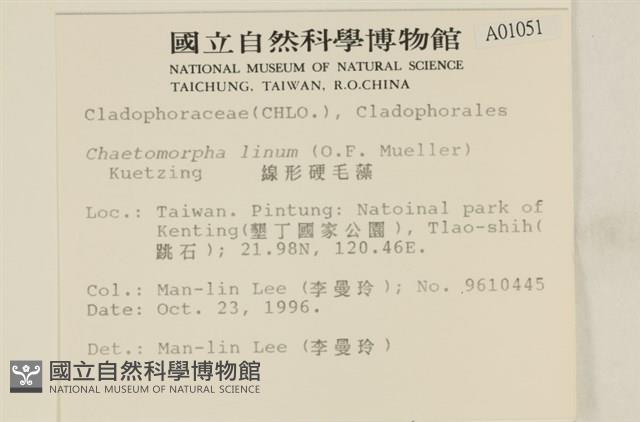 國立自然科學博物館
A01051
NATIONAL MUSEUM OF NATURAL SCIENCE
TAICHUNG, TAIWAN, R.O.CHINA
Cladophoraceae(CHLO.), Cladophorales
Chaetomorpha linum (O.F. Mueller)
Kuetzing 線形硬毛藻
Loc.: Taiwan. Pintung: Natoinal park of
Kenting(墾丁國家公園), Tlao-shih(
跳石); 21.98N, 120.46E.
Col.: Man-lin Lee (李曼玲); No. 9610445
Date: Oct. 23, 1996.
Det.: Man-lin Lee (李曼玲)
國立自然科學博物館
NATIONAL MUSEUM OF NATURAL SCIENCE